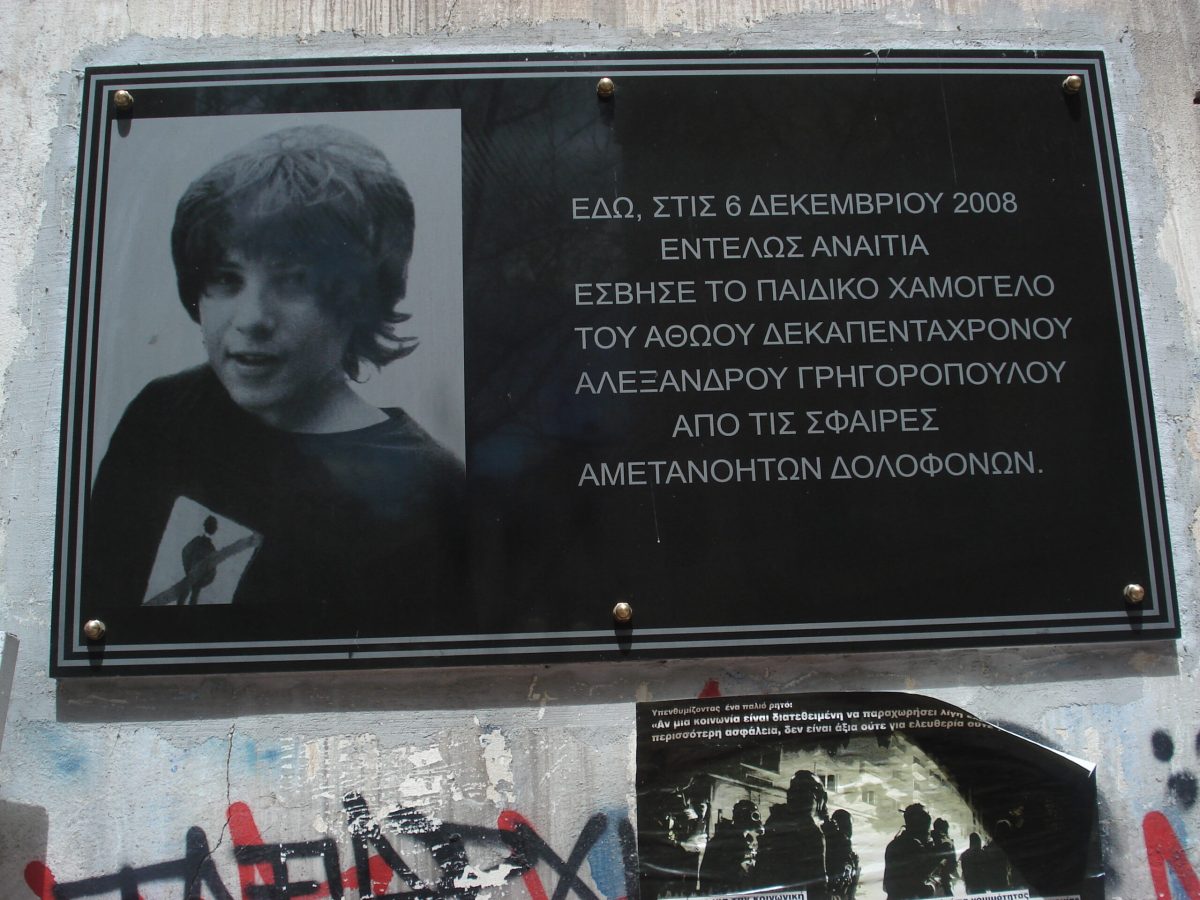 ΕΔΩ, ΣΤΙΣ 6 ΔΕΚΕΜΒΡΙΟΥ 2008
ΕΝΤΕΛΩΣ ΑΝΑΙΤΙΑ
ΕΣΒΗΣΕ ΤΟ ΠΑΙΔΙΚΟ ΧΑΜΟΓΕΛΟ
ΤΟΥ ΑΘΩΟΥ ΔΕΚΑΠΕΝΤΑΧΡΟΝΟΥ
ΑΛΕΞΑΝΔΡΟΥ ΓΡΗΓΟΡΟΠΟΥΛΟΥ
ΑΠΟ ΤΙΣ ΣΦΑΙΡΕΣ
ΑΜΕΤΑΝΟΗΤΩΝ ΔΟΛΟΦΟΝΩΝ.
Υπενθυμίζοντας ένα παλιό ρητό:
«Αν μια κοινωνία είναι διατεθειμένη να παραχωρήσει λίγη
περισσότερη ασφάλεια, δεν είναι άξια ούτε για ελευθερία ούτε